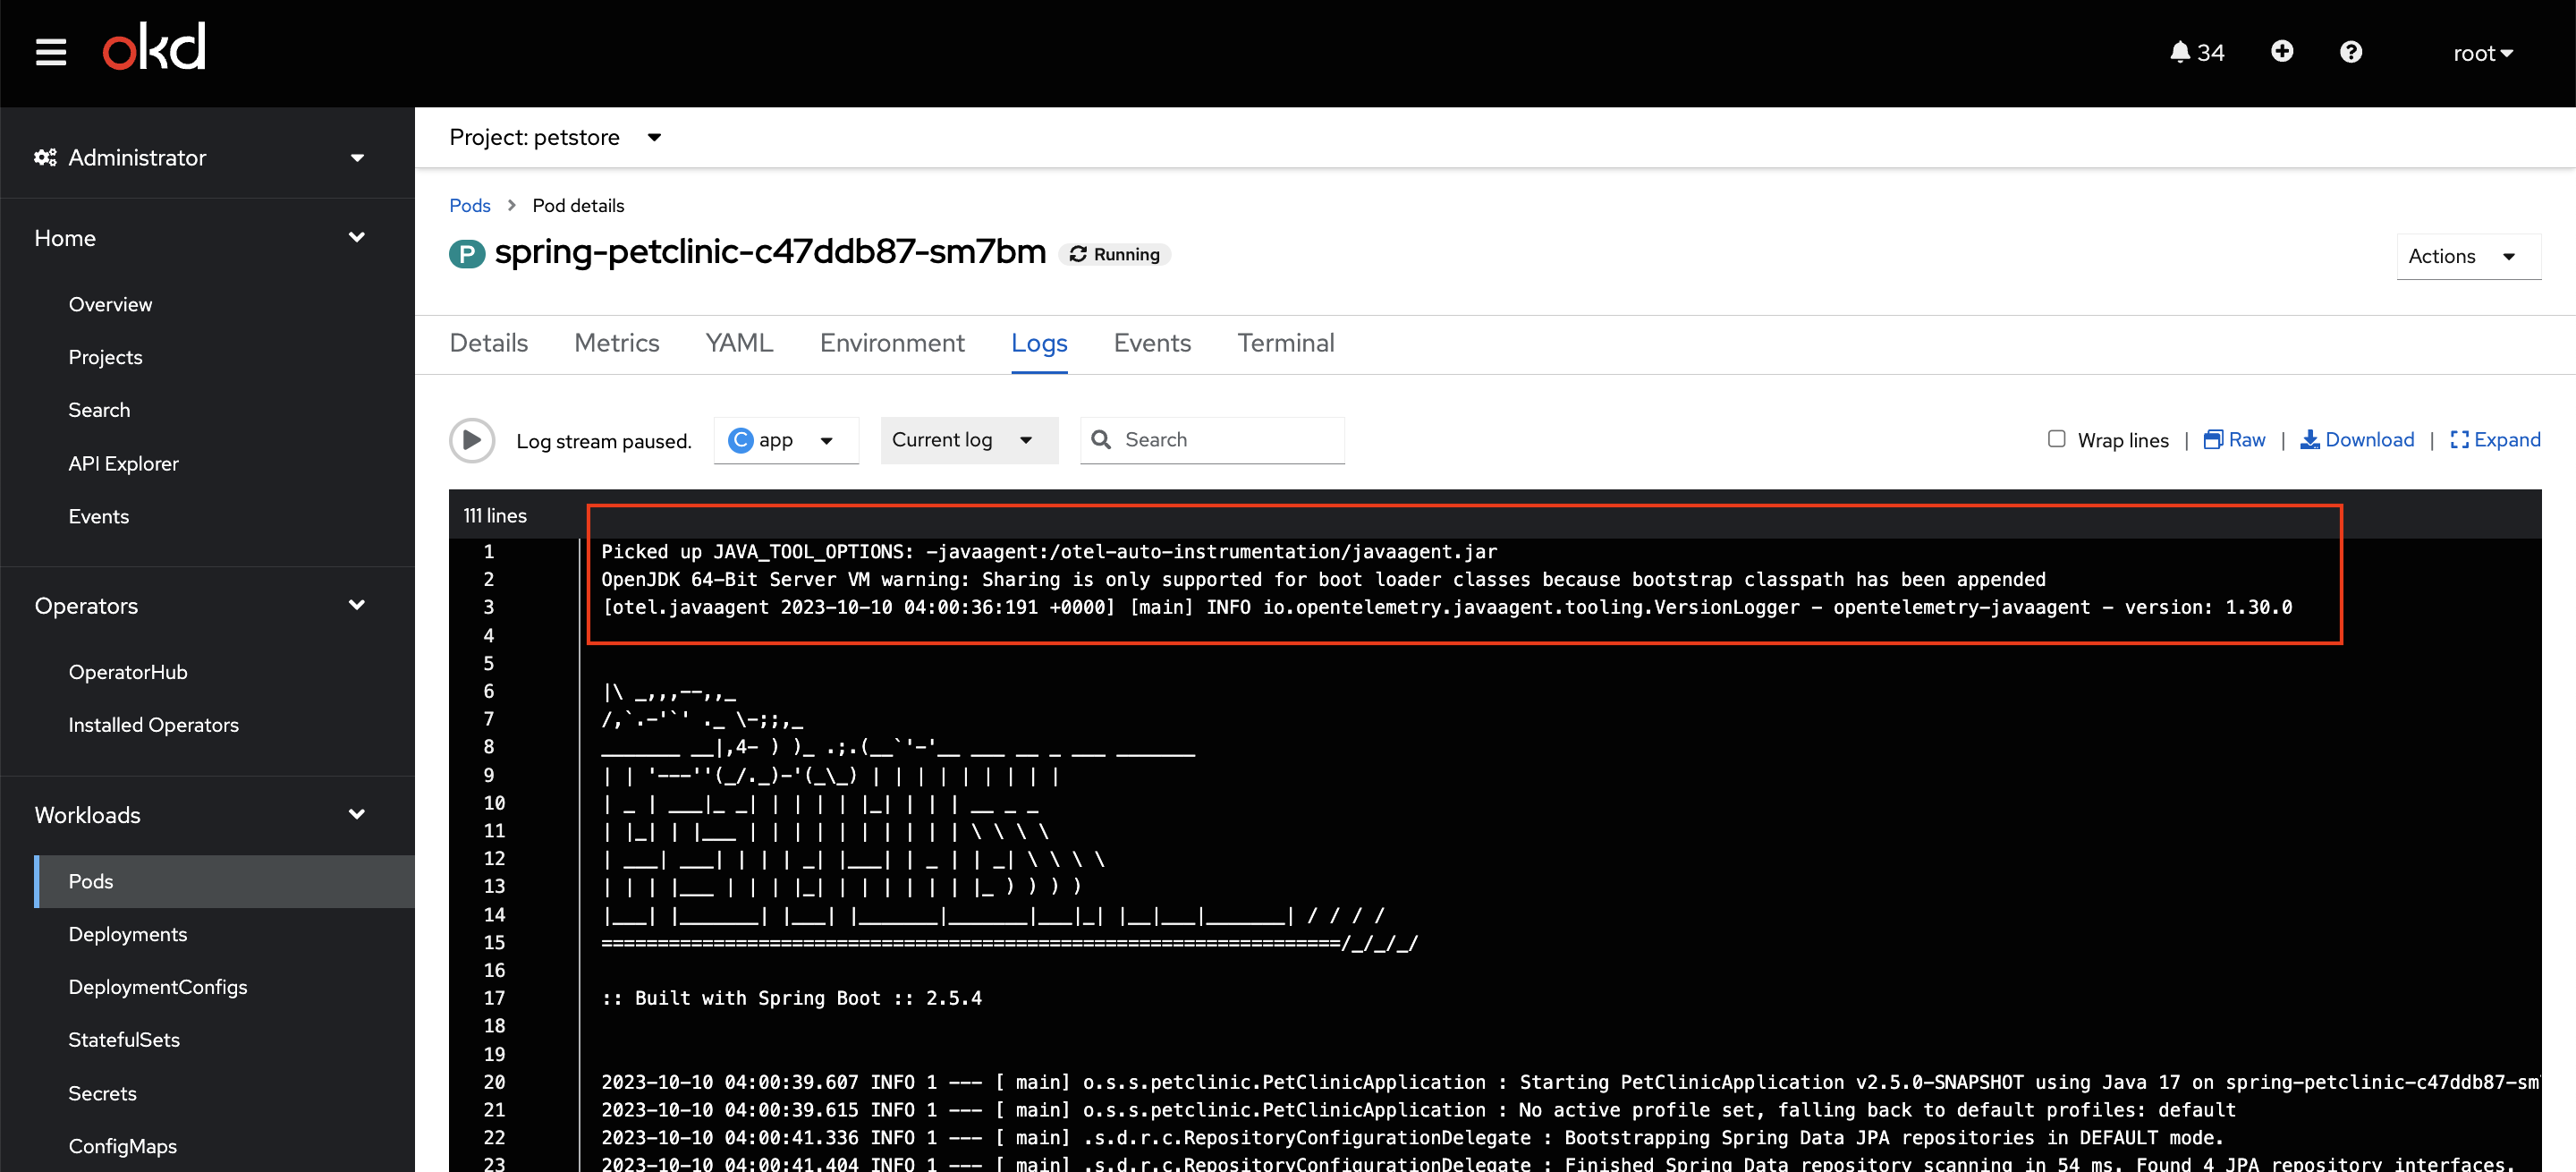 okd
34
root
Administrator
Project: petstore
Home
Overview
Projects
Search
API Explorer
Events
Operators
OperatorHub
Installed Operators
Workloads
Pods
Deployments
DeploymentConfigs
StatefulSets
Secrets
ConfigMaps
Pods > Pod details
P spring-petclinic-c47ddb87-sm7bm Running
Actions
Details Metrics YAML Environment Logs Events Terminal
Log stream paused. C app Current log Search Wrap lines | Raw | Download | Expand
111 lines
1 Picked up JAVA_TOOL_OPTIONS: -javaagent:/otel-auto-instrumentation/javaagent.jar
2 OpenJDK 64-Bit Server VM warning: Sharing is only supported for boot loader classes because bootstrap classpath has been appended
3 [otel.javaagent 2023-10-10 04:00:36:191 +0000] [main] INFO io.opentelemetry.javaagent.tooling.VersionLogger - opentelemetry-javaagent - version: 1.30.0
4
5
6 |\ _,,,--,,_
7 /,`.-'`' ._ \-;;,_
8 _______ __|,4- ) )_ .;.(__`'-'__ ___ __ _ ___ _______
9 | | '---''(_/._)-'(_\_) | | | | | | | | |
10 | _ | ___|_ _| | | | | |_| | | | __ _ _
11 | |_| | |___ | | | | | | | | | | \ \ \ \
12 | ___| ___| | | | _| |___| | _ | | _| \ \ \ \
13 | | | |___ | | | |_| | | | | | | |_ ) ) ) )
14 |___| |_______| |___| |_______|_______|___|_| |__|___|_______| / / / /
15 ==================================================================/_/_/_/
16
17 :: Built with Spring Boot :: 2.5.4
18
19
20 2023-10-10 04:00:39.607 INFO 1 --- [ main] o.s.s.petclinic.PetClinicApplication : Starting PetClinicApplication v2.5.0-SNAPSHOT using Java 17 on spring-petclinic-c47ddb87-sm
21 2023-10-10 04:00:39.615 INFO 1 --- [ main] o.s.s.petclinic.PetClinicApplication : No active profile set, falling back to default profiles: default
22 2023-10-10 04:00:41.336 INFO 1 --- [ main] .s.d.r.c.RepositoryConfigurationDelegate : Bootstrapping Spring Data JPA repositories in DEFAULT mode.
23 2023-10-10 04:00:41.404 INFO 1 --- [ main] .s.d.r.c.RepositoryConfigurationDelegate : Finished Spring Data repository scanning in 54 ms. Found 4 JPA repository interfaces.